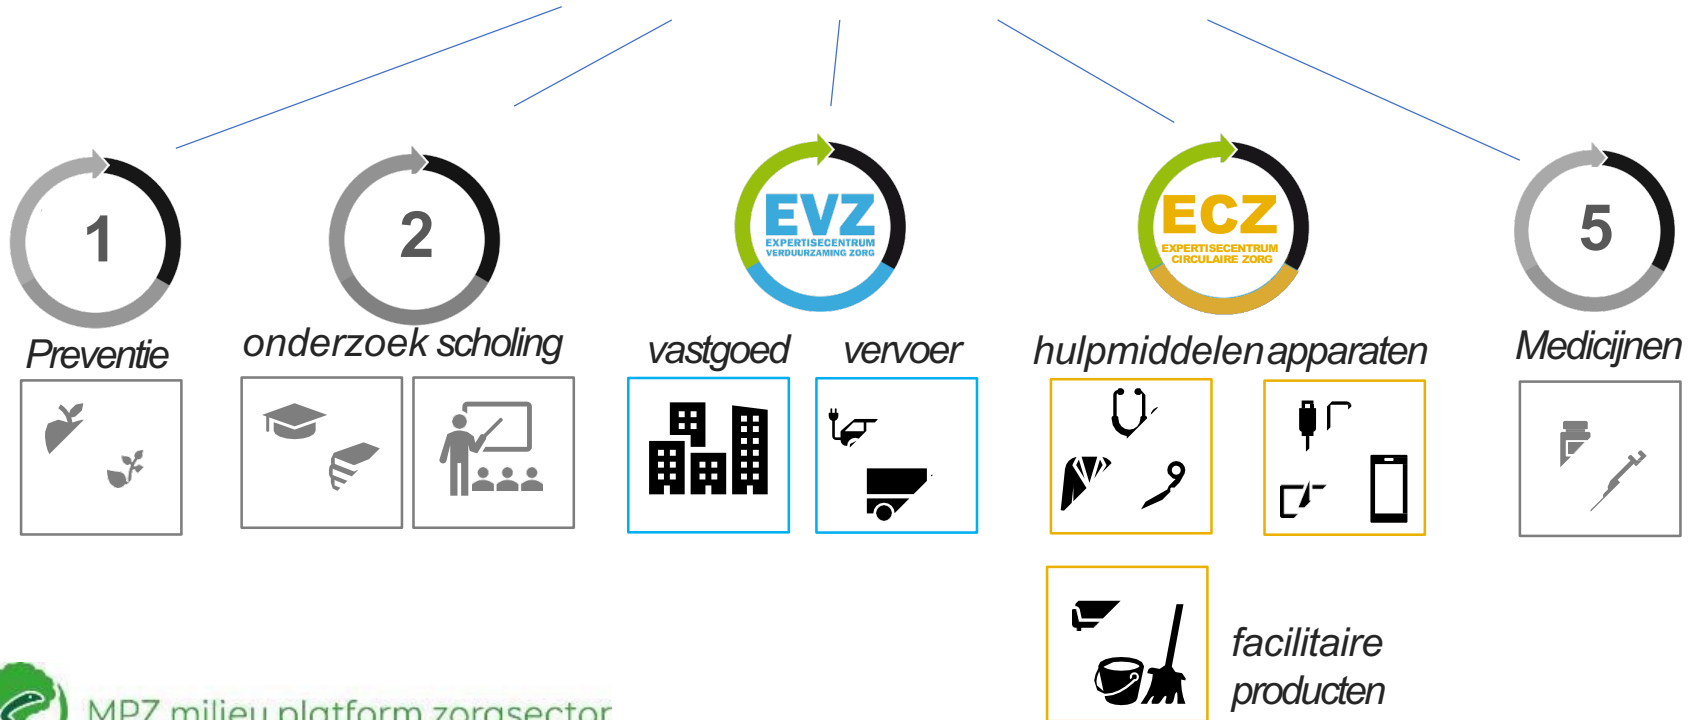 1
2
EVZ
EXPERTISECENTRUM
VERDUURZAMING ZORG
ECZ
EXPERTISECENTRUM
CIRCULAIRE ZORG
5
Preventie
onderzoek scholing
vastgoed
vervoer
hulpmiddelen apparaten
Medicijnen
facilitaire
producten
MPZ milieu platform zorgsector